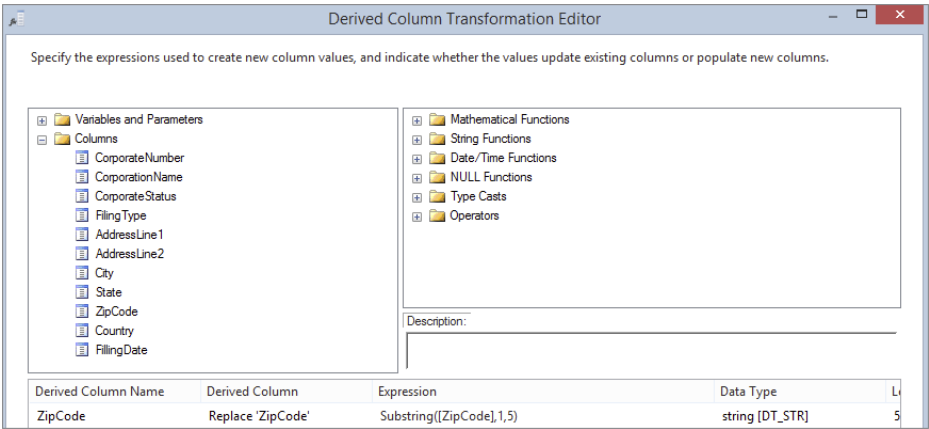 Derived Column Transformation Editor
Specify the expressions used to create new column values, and indicate whether the values update existing columns or populate new columns.
Variables and Parameters
Columns
CorporateNumber
CorporationName
CorporateStatus
FilingType
AddressLine1
AddressLine2
City
State
ZipCode
Country
FillingDate
Mathematical Functions
String Functions
Date/Time Functions
NULL Functions
Type Casts
Operators
Description:
Derived Column Name Derived Column Expression Data Type
ZipCode Replace 'ZipCode' Substring([ZipCode],1,5) string [DT_STR] 5